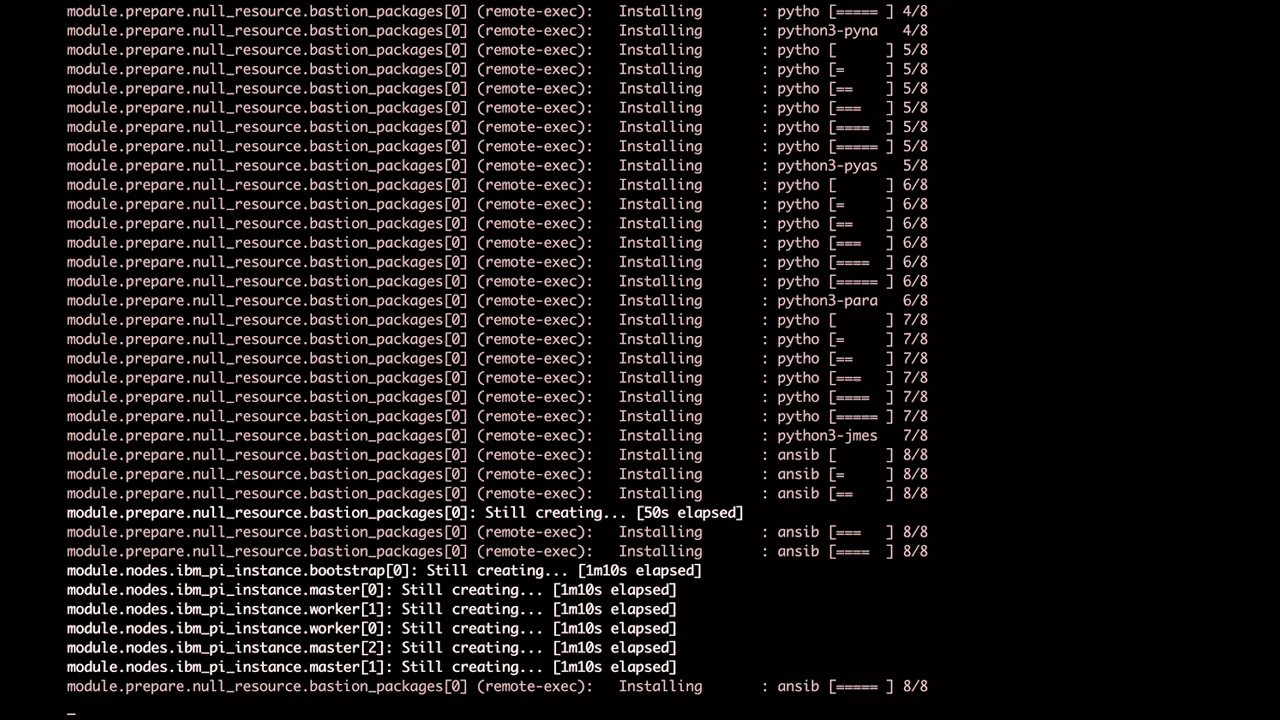 module.prepare.null_resource.bastion_packages[0] (remote-exec):   Installing       : pytho [===== ] 4/8
module.prepare.null_resource.bastion_packages[0] (remote-exec):   Installing       : python3-pyna   4/8
module.prepare.null_resource.bastion_packages[0] (remote-exec):   Installing       : pytho [      ] 5/8
module.prepare.null_resource.bastion_packages[0] (remote-exec):   Installing       : pytho [=     ] 5/8
module.prepare.null_resource.bastion_packages[0] (remote-exec):   Installing       : pytho [==    ] 5/8
module.prepare.null_resource.bastion_packages[0] (remote-exec):   Installing       : pytho [===   ] 5/8
module.prepare.null_resource.bastion_packages[0] (remote-exec):   Installing       : pytho [====  ] 5/8
module.prepare.null_resource.bastion_packages[0] (remote-exec):   Installing       : pytho [===== ] 5/8
module.prepare.null_resource.bastion_packages[0] (remote-exec):   Installing       : python3-pyas   5/8
module.prepare.null_resource.bastion_packages[0] (remote-exec):   Installing       : pytho [      ] 6/8
module.prepare.null_resource.bastion_packages[0] (remote-exec):   Installing       : pytho [=     ] 6/8
module.prepare.null_resource.bastion_packages[0] (remote-exec):   Installing       : pytho [==    ] 6/8
module.prepare.null_resource.bastion_packages[0] (remote-exec):   Installing       : pytho [===   ] 6/8
module.prepare.null_resource.bastion_packages[0] (remote-exec):   Installing       : pytho [====  ] 6/8
module.prepare.null_resource.bastion_packages[0] (remote-exec):   Installing       : pytho [===== ] 6/8
module.prepare.null_resource.bastion_packages[0] (remote-exec):   Installing       : python3-para   6/8
module.prepare.null_resource.bastion_packages[0] (remote-exec):   Installing       : pytho [      ] 7/8
module.prepare.null_resource.bastion_packages[0] (remote-exec):   Installing       : pytho [=     ] 7/8
module.prepare.null_resource.bastion_packages[0] (remote-exec):   Installing       : pytho [==    ] 7/8
module.prepare.null_resource.bastion_packages[0] (remote-exec):   Installing       : pytho [===   ] 7/8
module.prepare.null_resource.bastion_packages[0] (remote-exec):   Installing       : pytho [====  ] 7/8
module.prepare.null_resource.bastion_packages[0] (remote-exec):   Installing       : pytho [===== ] 7/8
module.prepare.null_resource.bastion_packages[0] (remote-exec):   Installing       : python3-jmes   7/8
module.prepare.null_resource.bastion_packages[0] (remote-exec):   Installing       : ansib [      ] 8/8
module.prepare.null_resource.bastion_packages[0] (remote-exec):   Installing       : ansib [=     ] 8/8
module.prepare.null_resource.bastion_packages[0] (remote-exec):   Installing       : ansib [==    ] 8/8
module.prepare.null_resource.bastion_packages[0]: Still creating... [50s elapsed]
module.prepare.null_resource.bastion_packages[0] (remote-exec):   Installing       : ansib [===   ] 8/8
module.prepare.null_resource.bastion_packages[0] (remote-exec):   Installing       : ansib [====  ] 8/8
module.nodes.ibm_pi_instance.bootstrap[0]: Still creating... [1m10s elapsed]
module.nodes.ibm_pi_instance.master[0]: Still creating... [1m10s elapsed]
module.nodes.ibm_pi_instance.worker[1]: Still creating... [1m10s elapsed]
module.nodes.ibm_pi_instance.worker[0]: Still creating... [1m10s elapsed]
module.nodes.ibm_pi_instance.master[2]: Still creating... [1m10s elapsed]
module.nodes.ibm_pi_instance.master[1]: Still creating... [1m10s elapsed]
module.prepare.null_resource.bastion_packages[0] (remote-exec):   Installing       : ansib [===== ] 8/8